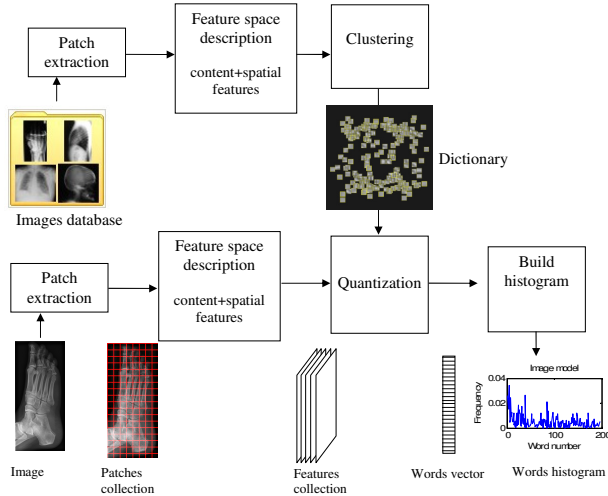 Patch
extraction
Feature space
description
content+spatial
features
Clustering
Images database
Dictionary
Patch
extraction
Feature space
description
content+spatial
features
Quantization
Build
histogram
Image model
Frequency
0.04
0.02
0
0
100
200
Word number
Image
Patches
collection
Features
collection
Words vector
Words histogram